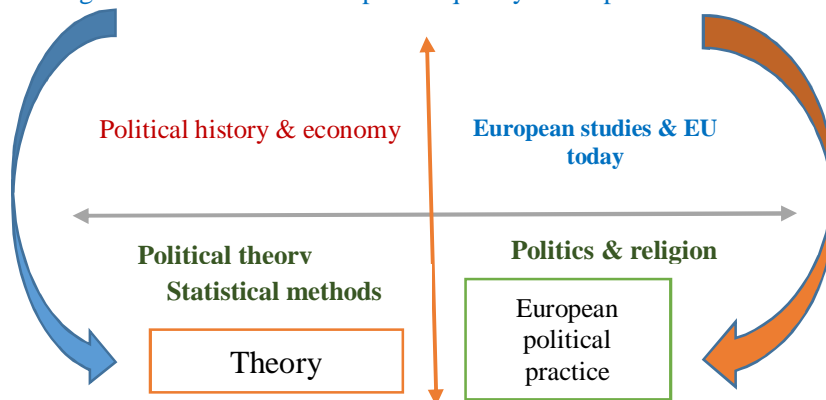 Political history & economy
European studies & EU
today
Political theory
Statistical methods
Politics & religion
Theory
European
political
practice